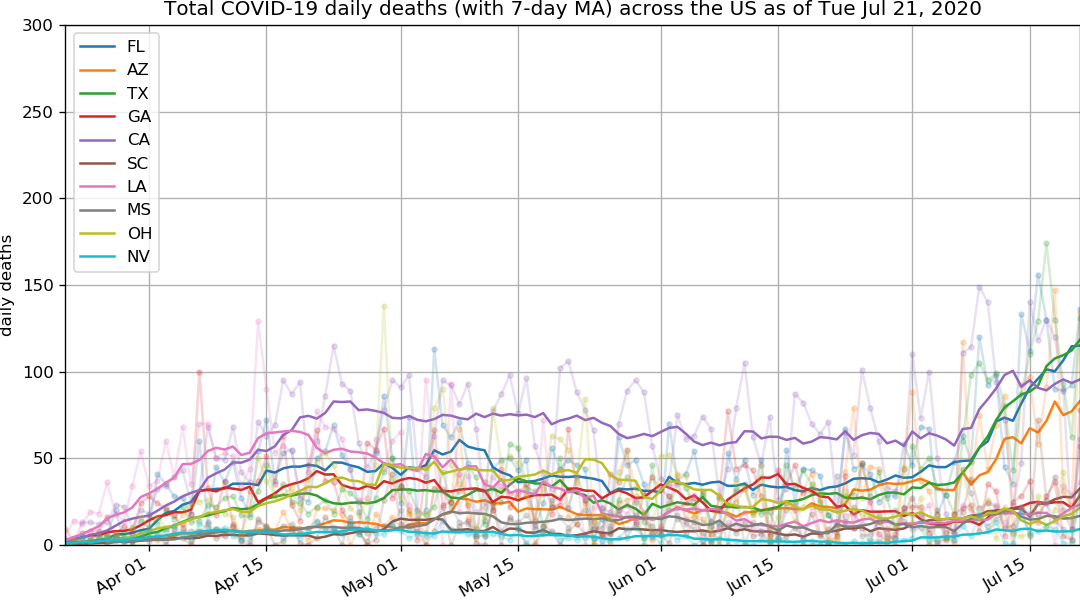 Total COVID-19 daily deaths (with 7-day MA) across the US as of Tue Jul 21, 2020
300
250
200
150
100
50
0
daily deaths
FL
AZ
TX
GA
CA
SC
LA
MS
OH
NV
Apr 01
Apr 15
May 01
May 15
Jun 01
Jun 15
Jul 01
Jul 15